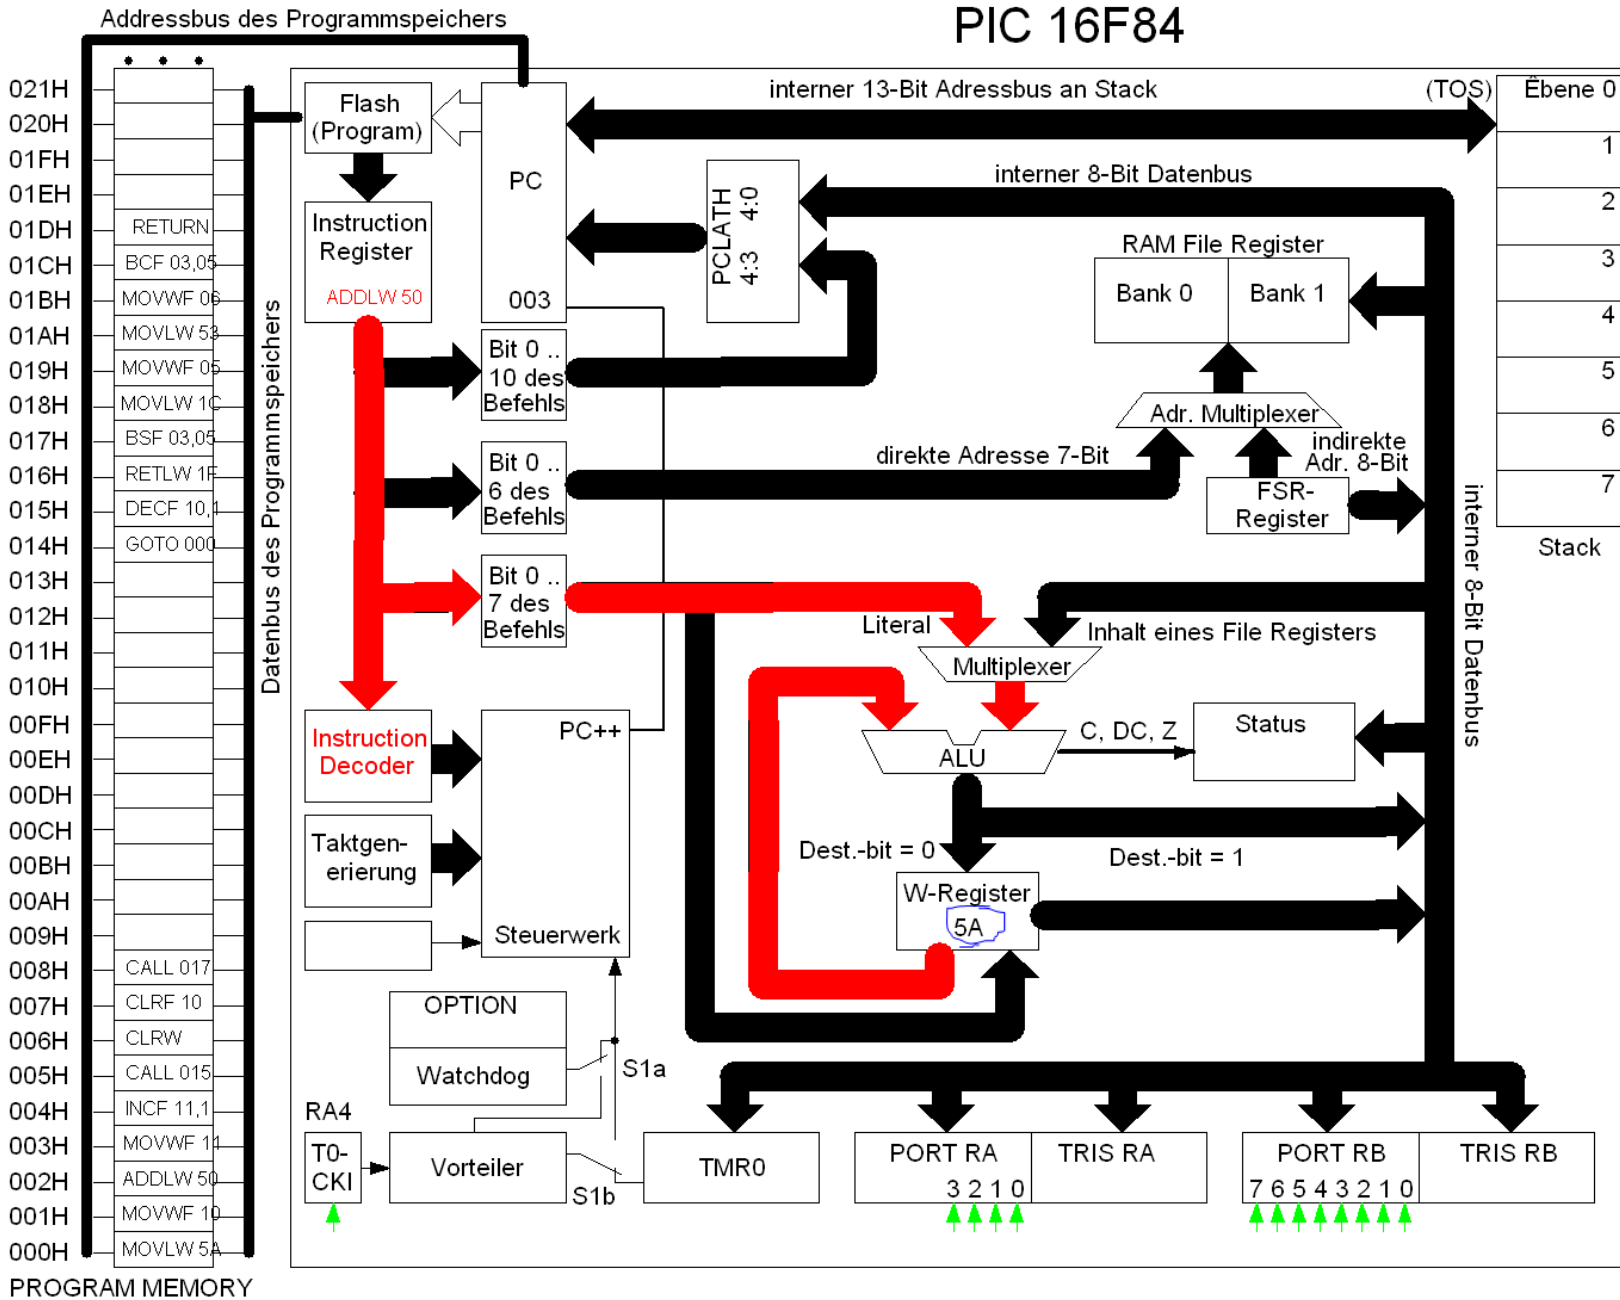 Addressbus des Programmspeichers
PIC 16F84
021H
020H
01FH
01EH
01DH RETURN
01CH BCF 03,05
01BH MOVWF 06
01AH MOVLW 53
019H MOVWF 05
018H MOVLW 1C
017H BSF 03,05
016H RETLW 1F
015H DECF 10,1
014H GOTO 000
013H
012H
011H
010H
00FH
00EH
00DH
00CH
00BH
00AH
009H
008H CALL 017
007H CLRF 10
006H CLRW
005H CALL 015
004H INCF 11,1
003H MOVWF 11
002H ADDLW 50
001H MOVWF 10
000H MOVLW 5A
PROGRAM MEMORY
Datenbus des Programmspeichers
Flash
(Program)
Instruction
Register
ADDLW 50
PC
003
interner 13-Bit Adressbus an Stack
(TOS)
Ebene 0
1
2
3
4
5
6
7
Stack
PCLATH
4:3 4:0
interner 8-Bit Datenbus
RAM File Register
Bank 0
Bank 1
Adr. Multiplexer
Bit 0 ..
10 des
Befehls
Bit 0 ..
6 des
Befehls
direkte Adresse 7-Bit
indirekte
Adr. 8-Bit
FSR-
Register
interner 8-Bit Datenbus
Bit 0 ..
7 des
Befehls
Literal
Inhalt eines File Registers
Multiplexer
Instruction
Decoder
PC++
Steuerwerk
Taktgen-
erierung
ALU
C, DC, Z
Status
Dest.-bit = 0
Dest.-bit = 1
W-Register
5A
OPTION
Watchdog
S1a
RA4
T0-
CKI
Vorteiler
S1b
TMR0
PORT RA
3 2 1 0
TRIS RA
PORT RB
7 6 5 4 3 2 1 0
TRIS RB